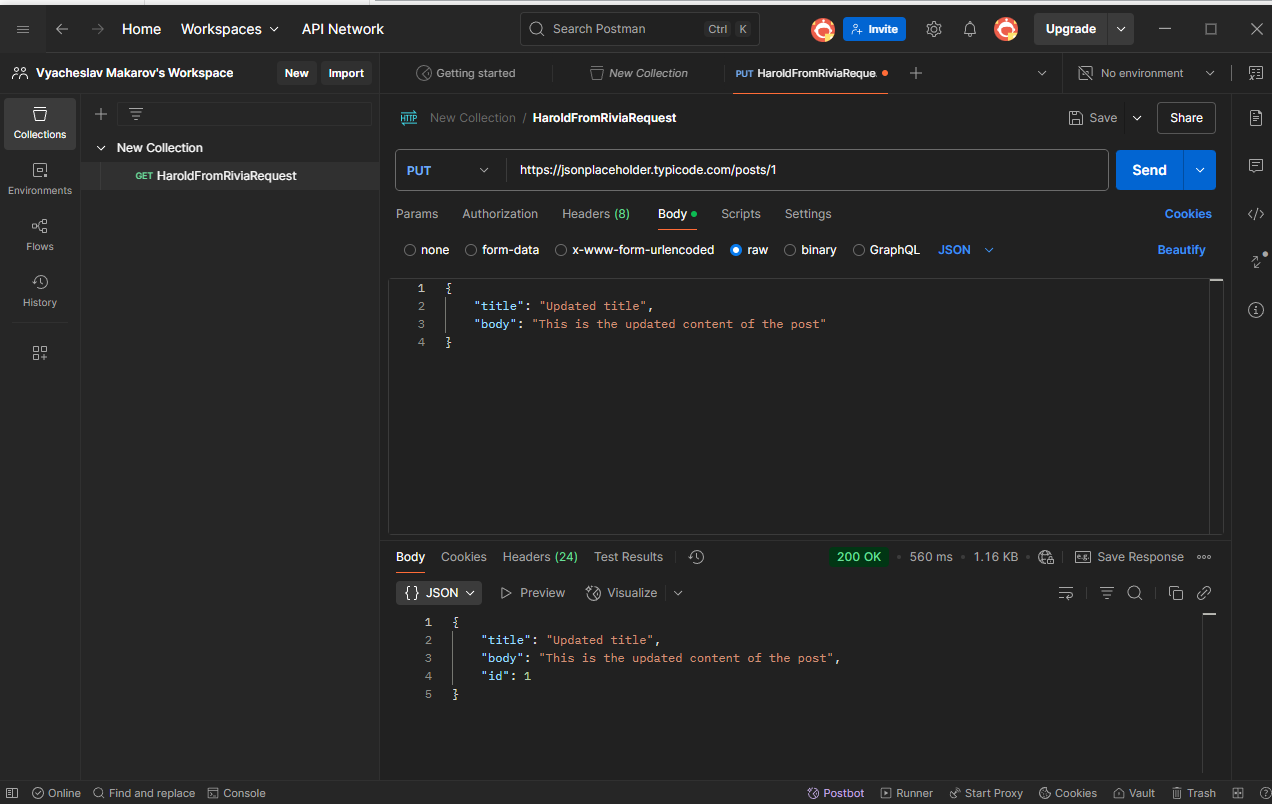 Home Workspaces API Network Search Postman Ctrl K Invite Upgrade
Vyacheslav Makarov's Workspace New Import Getting started New Collection PUT HaroldFromRiviaReque. No environment
Collections
Environments
Flows
History
New Collection
GET HaroldFromRiviaRequest
HTTP New Collection / HaroldFromRiviaRequest Save Share
PUT https://jsonplaceholder.typicode.com/posts/1 Send
Params Authorization Headers (8) Body Scripts Settings Cookies
none form-data x-www-form-urlencoded raw binary GraphQL JSON Beautify
1 {
2 "title": "Updated title",
3 "body": "This is the updated content of the post"
4 }
Body Cookies Headers (24) Test Results 200 OK 560 ms 1.16 KB e.g. Save Response
{} JSON Preview Visualize
1 {
2 "title": "Updated title",
3 "body": "This is the updated content of the post",
4 "id": 1
5 }
Online Find and replace Console Postbot Runner Start Proxy Cookies Vault Trash